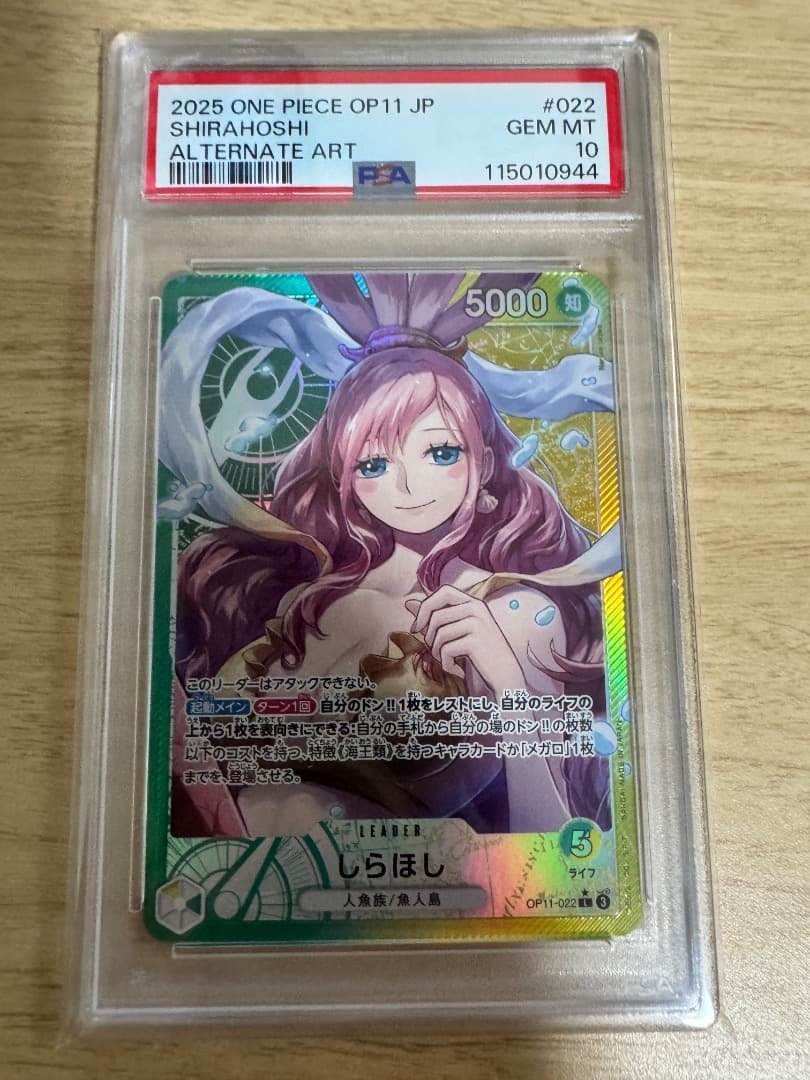 2025 ONE PIECE OP11 JP #022
SHIRAHOSHI GEM MT
ALTERNATE ART 10
PSA 115010944
5000 知
このリーダーはアタックできない。
起動メイン ターン1回 自分のドン!!1枚をレストにし、自分のライフの
上から1枚を表向きにできる:自分の手札から自分の場のドン!!の枚数
以下のコストを持つ、特徴《海王類》を持つキャラカードか「メガロ」1枚
までを、登場させる。
LEADER
しらほし
人魚族/魚人島
5
ライフ
OP11-022 L 3